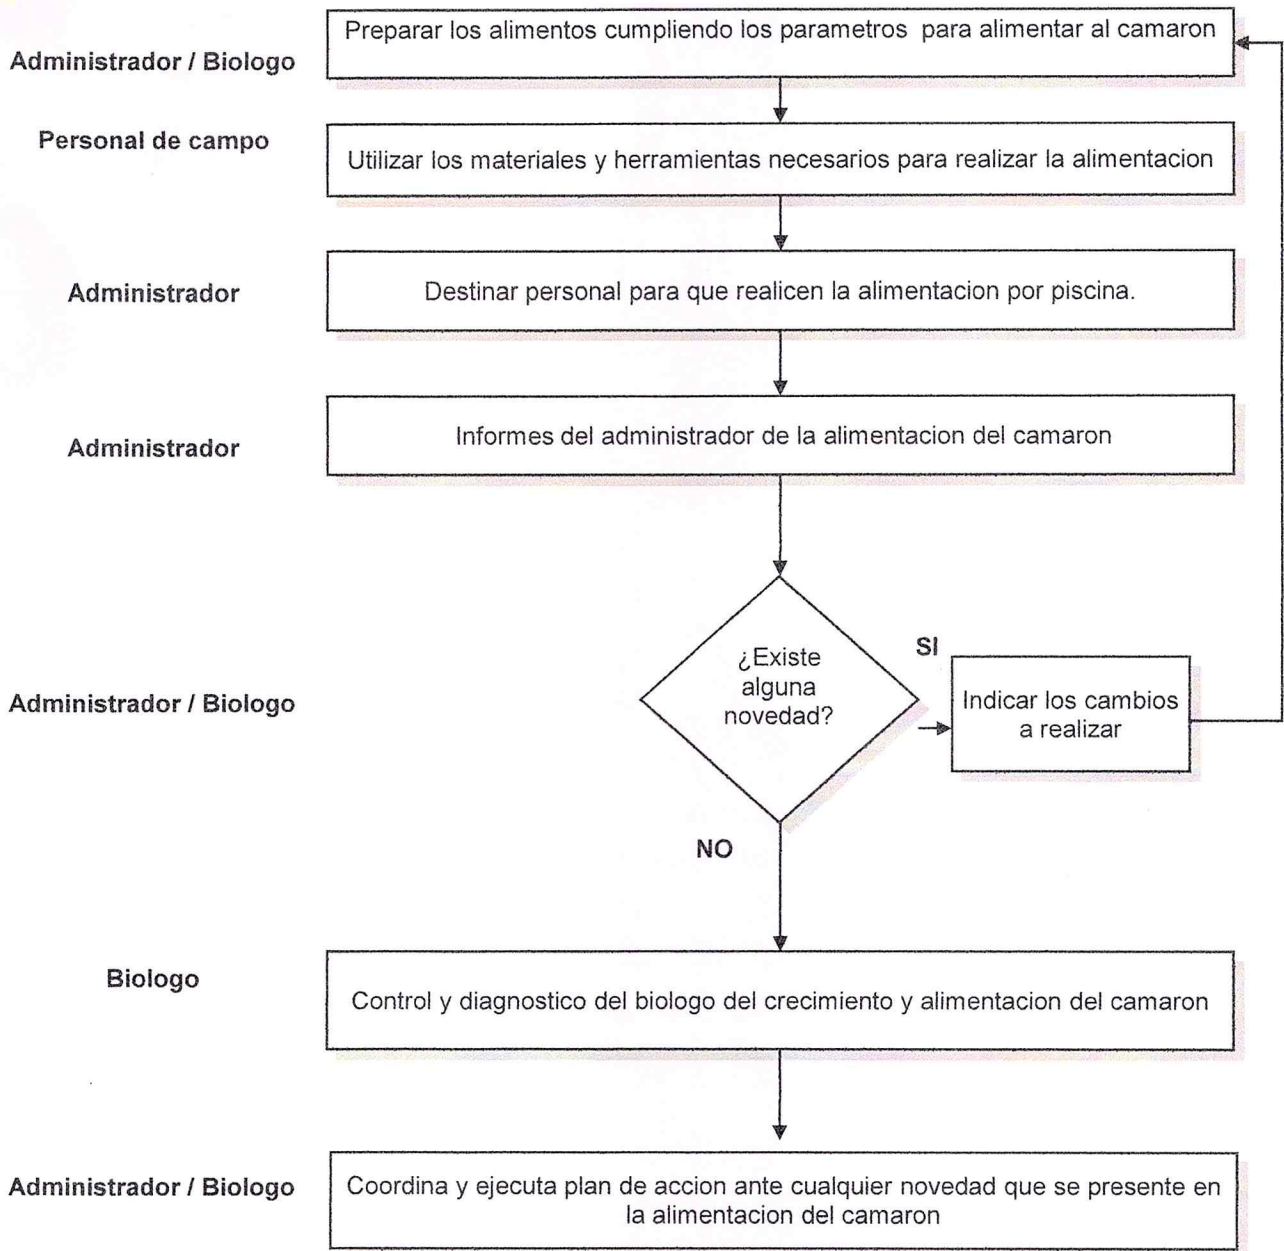 Preparar los alimentos cumpliendo los parametros para alimentar al camaron
Administrador / Biologo
Personal de campo
Utilizar los materiales y herramientas necesarios para realizar la alimentacion
Administrador
Destinar personal para que realicen la alimentacion por piscina.
Administrador
Informes del administrador de la alimentacion del camaron
¿Existe
alguna
novedad?
SI
Administrador / Biologo
Indicar los cambios
a realizar
NO
Biologo
Control y diagnostico del biologo del crecimiento y alimentacion del camaron
Administrador / Biologo
Coordina y ejecuta plan de accion ante cualquier novedad que se presente en
la alimentacion del camaron